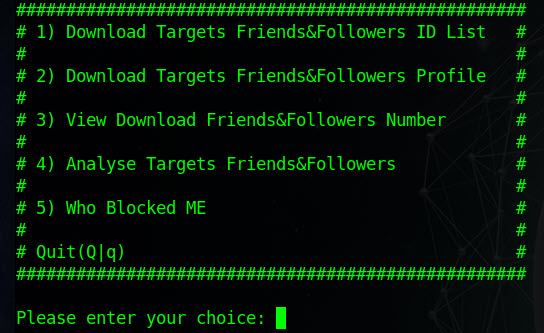 ###################################################
# 1) Download Targets Friends&Followers ID List   #
#                                                 #
# 2) Download Targets Friends&Followers Profile   #
#                                                 #
# 3) View Download Friends&Followers Number       #
#                                                 #
# 4) Analyse Targets Friends&Followers            #
#                                                 #
# 5) Who Blocked ME                               #
#                                                 #
# Quit(Q|q)                                       #
###################################################
Please enter your choice: